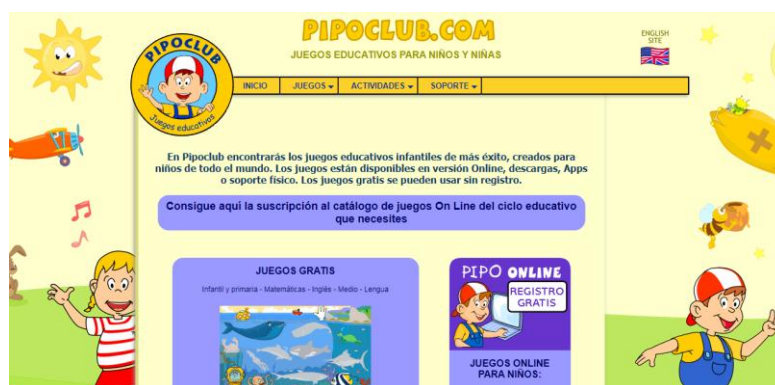 PIPOCLUB.COM
JUEGOS EDUCATIVOS PARA NIÑOS Y NIÑAS
ENGLISH
SITE
PIPOCLUB
Juegos educativos
INICIO JUEGOS ACTIVIDADES SOPORTE
En Pipoclub encontrarás los juegos educativos infantiles de más éxito, creados para
niños de todo el mundo. Los juegos están disponibles en versión Online, descargas, Apps
o soporte físico. Los juegos gratis se pueden usar sin registro.
Consigue aquí la suscripción al catálogo de juegos On Line del ciclo educativo
que necesites
JUEGOS GRATIS
Infantil y primaria - Matemáticas - Inglés - Medio - Lengua
PIPO ONLINE
REGISTRO
GRATIS
JUEGOS ONLINE
PARA NIÑOS: